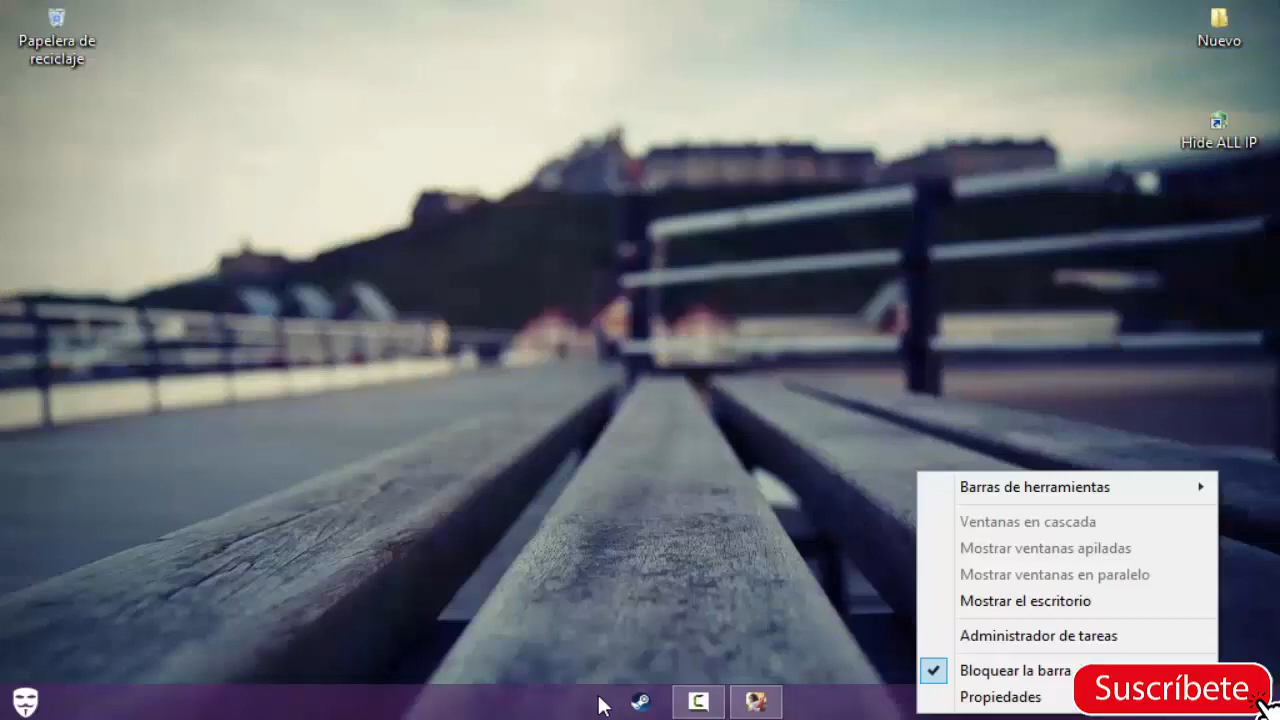 Papelera de
reciclaje
Nuevo
Hide ALL IP
Barras de herramientas
Ventanas en cascada
Mostrar ventanas apiladas
Mostrar ventanas en paralelo
Mostrar el escritorio
Administrador de tareas
Bloquear la barra
Propiedades
Suscríbete